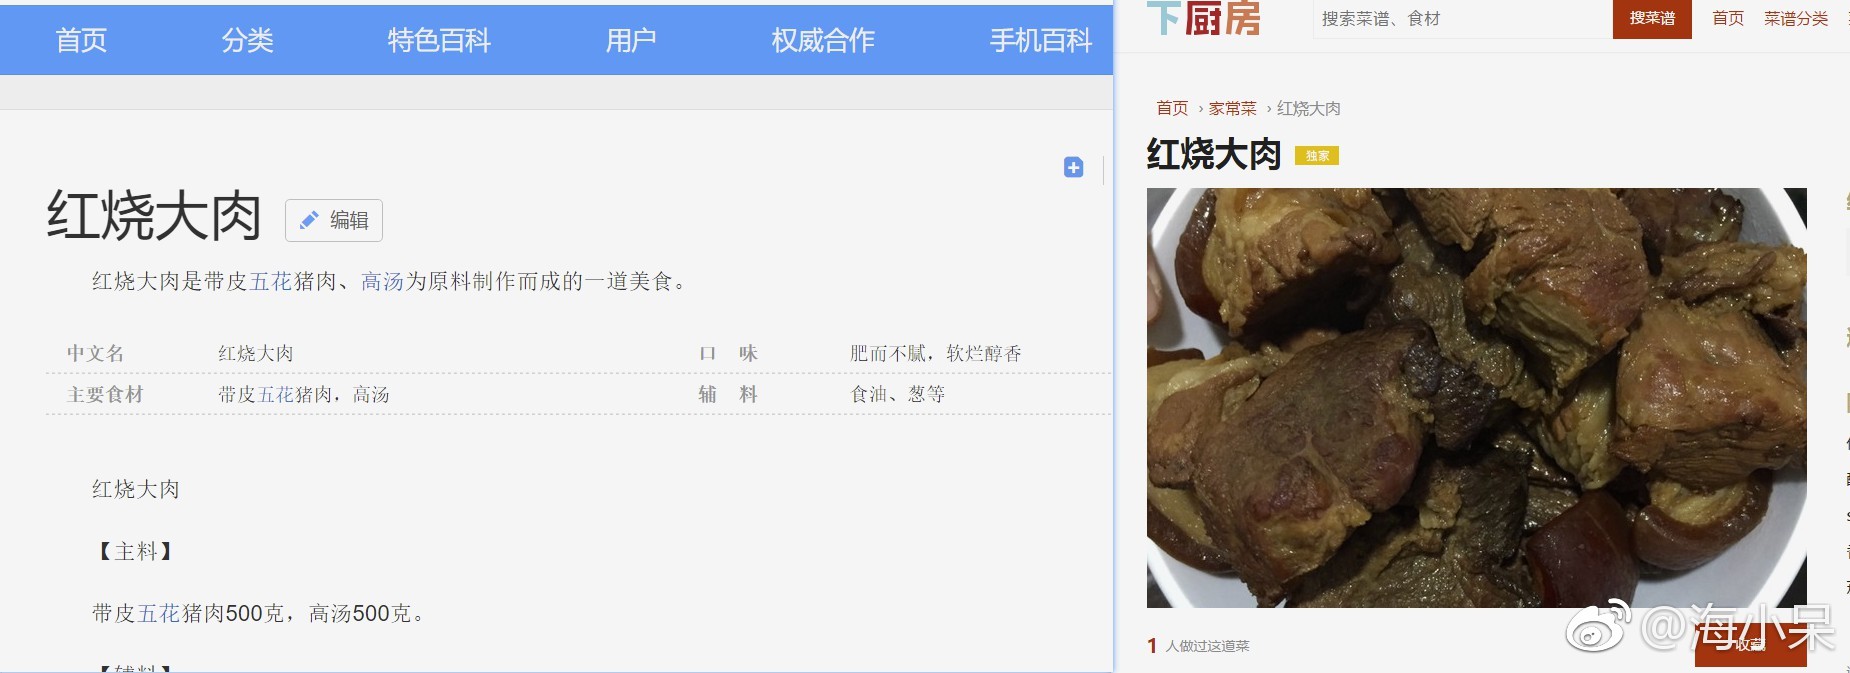 首页 分类 特色百科 用户 权威合作 手机百科
红烧大肉 编辑
红烧大肉是带皮五花猪肉、高汤为原料制作而成的一道美食。
中文名 红烧大肉 口 味 肥而不腻，软烂醇香
主要食材 带皮五花猪肉，高汤 辅 料 食油、葱等
红烧大肉
【主料】
带皮五花猪肉500克，高汤500克。
【辅料】
下厨房 搜索菜谱、食材 搜菜谱 首页 菜谱分类
首页 › 家常菜 › 红烧大肉
红烧大肉 独家
1 人做过这道菜
收藏
@海小呆